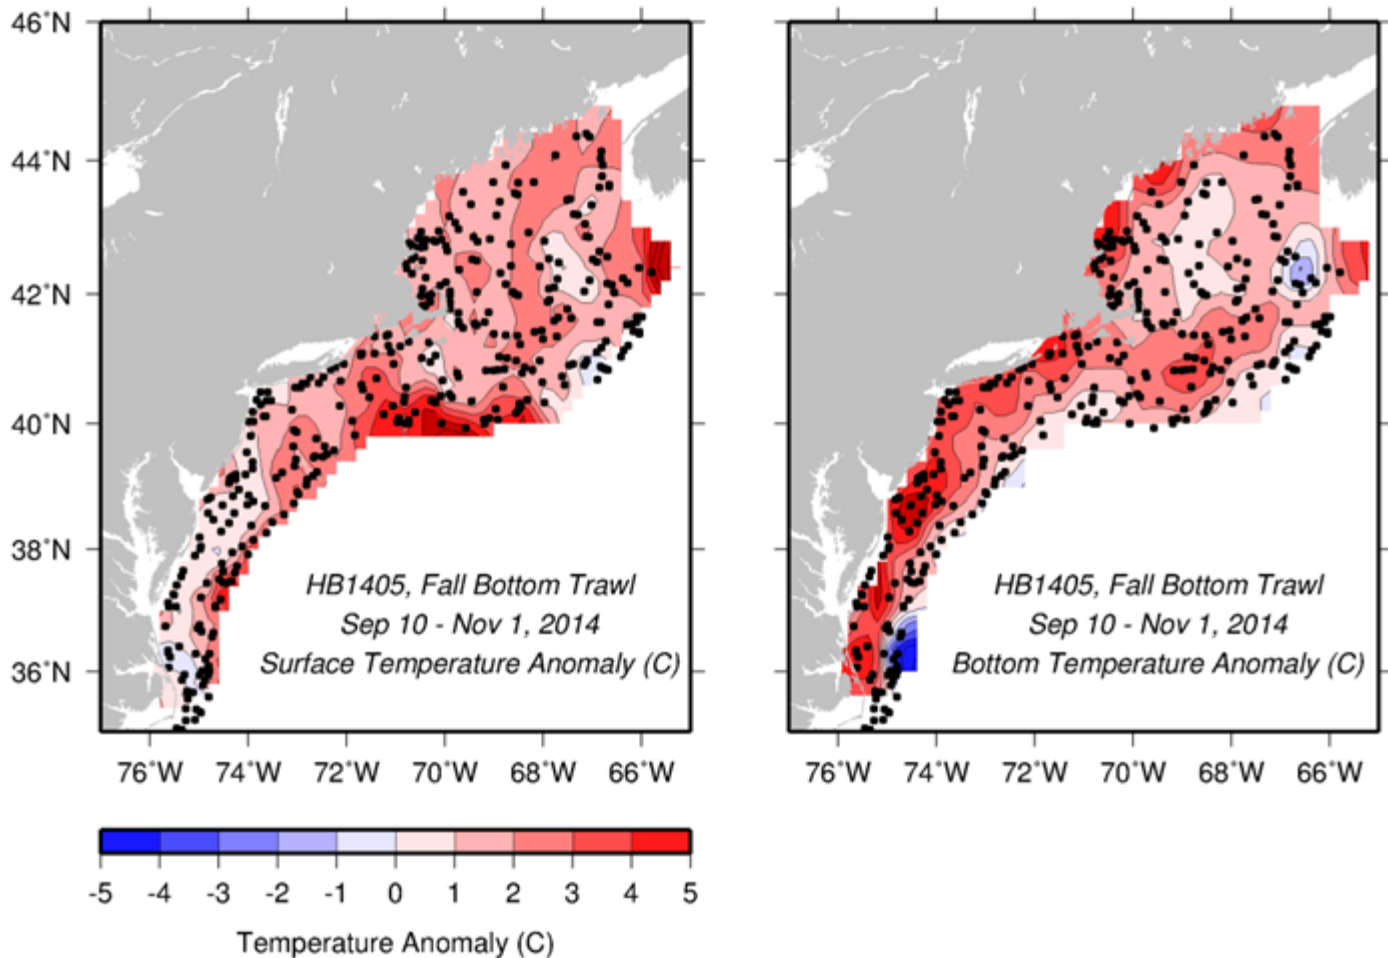 46˚N
44˚N
42˚N
40˚N
38˚N
36˚N
HB1405, Fall Bottom Trawl
Sep 10 - Nov 1, 2014
Surface Temperature Anomaly (C)
76˚W 74˚W 72˚W 70˚W 68˚W 66˚W
HB1405, Fall Bottom Trawl
Sep 10 - Nov 1, 2014
Bottom Temperature Anomaly (C)
76˚W 74˚W 72˚W 70˚W 68˚W 66˚W
-5 -4 -3 -2 -1 0 1 2 3 4 5
Temperature Anomaly (C)